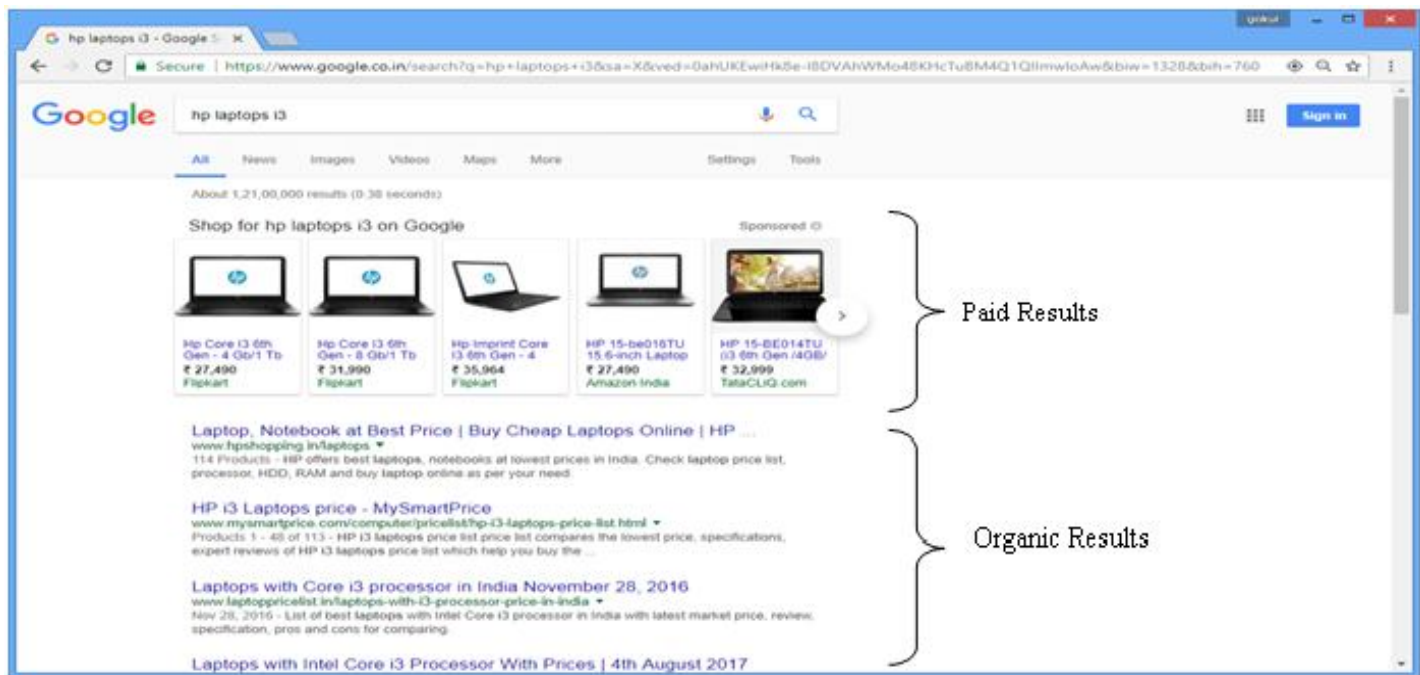 gokul
hp laptops i3 - Google S
Secure | https://www.google.co.in/search?q=hp+laptops+i3&sa=X&ved=
Google
hp laptops i3
Sign in
All News Images Videos Maps More Settings Tools
About 1,21,00,000 results (0.38 seconds)
Shop for hp laptops i3 on Google
Sponsored
Hp Core I3 6th Gen - 4 Gb/1 Tb
₹ 27,490
Flipkart
Hp Core I3 6th Gen - 8 Gb/1 Tb
₹ 31,990
Flipkart
Hp Imprint Core I3 6th Gen - 4
₹ 35,964
Flipkart
HP 15-be016TU 15.6-inch Laptop
₹ 27,490
Amazon India
HP 15-BE014TU (i3 6th Gen /4GB/
₹ 32,999
TataCLiQ.com
Paid Results
Laptop, Notebook at Best Price | Buy Cheap Laptops Online | HP ...
www.hpshopping.in/laptops
114 Products - HP offers best laptops, notebooks at lowest prices in India. Check laptop price list,
processor, HDD, RAM and buy laptop online as per your need.
HP i3 Laptops price - MySmartPrice
www.mysmartprice.com/computer/pricelist/hp-i3-laptops-price-list.html
Products 1 - 48 of 113 - HP i3 laptops price list price list compares the lowest price, specifications,
expert reviews of HP i3 laptops price list which help you buy the ...
Organic Results
Laptops with Core i3 processor in India November 28, 2016
www.laptoppricelist.in/laptops-with-i3-processor-price-in-india
Nov 28, 2016 - List of best laptops with Intel Core i3 processor in India with latest market price, review,
specification, pros and cons for comparing.
Laptops with Intel Core i3 Processor With Prices | 4th August 2017